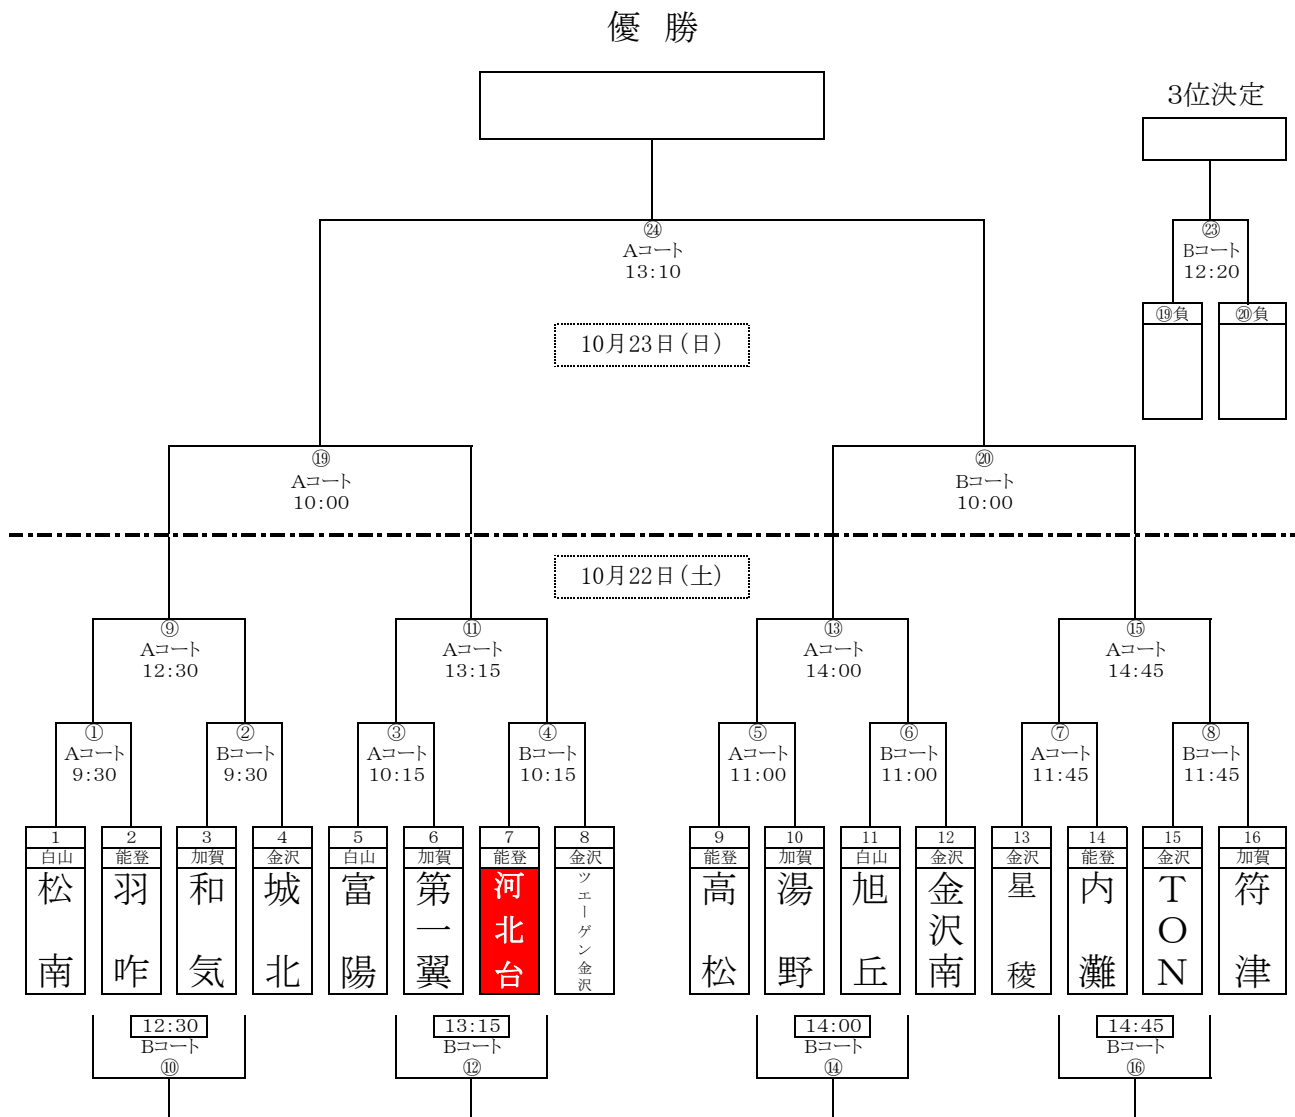 優 勝
3位決定
㉔
Aコート
13:10
㉓
Bコート
12:20
⑲負
⑳負
10月23日(日)
⑲
Aコート
10:00
⑳
Bコート
10:00
10月22日(土)
⑨
Aコート
12:30
⑪
Aコート
13:15
⑬
Aコート
14:00
⑮
Aコート
14:45
①
Aコート
9:30
②
Bコート
9:30
③
Aコート
10:15
④
Bコート
10:15
⑤
Aコート
11:00
⑥
Bコート
11:00
⑦
Aコート
11:45
⑧
Bコート
11:45
1
白山
松南
2
能登
羽咋
3
加賀
和気
4
金沢
城北
5
白山
富陽
6
加賀
第一翼
7
能登
河北台
8
金沢
ツエーゲン金沢
9
能登
高松
10
加賀
湯野
11
白山
旭丘
12
金沢
金沢南
13
金沢
星稜
14
能登
内灘
15
金沢
TON
16
加賀
符津
12:30
Bコート
⑩
13:15
Bコート
⑫
14:00
Bコート
⑭
14:45
Bコート
⑯